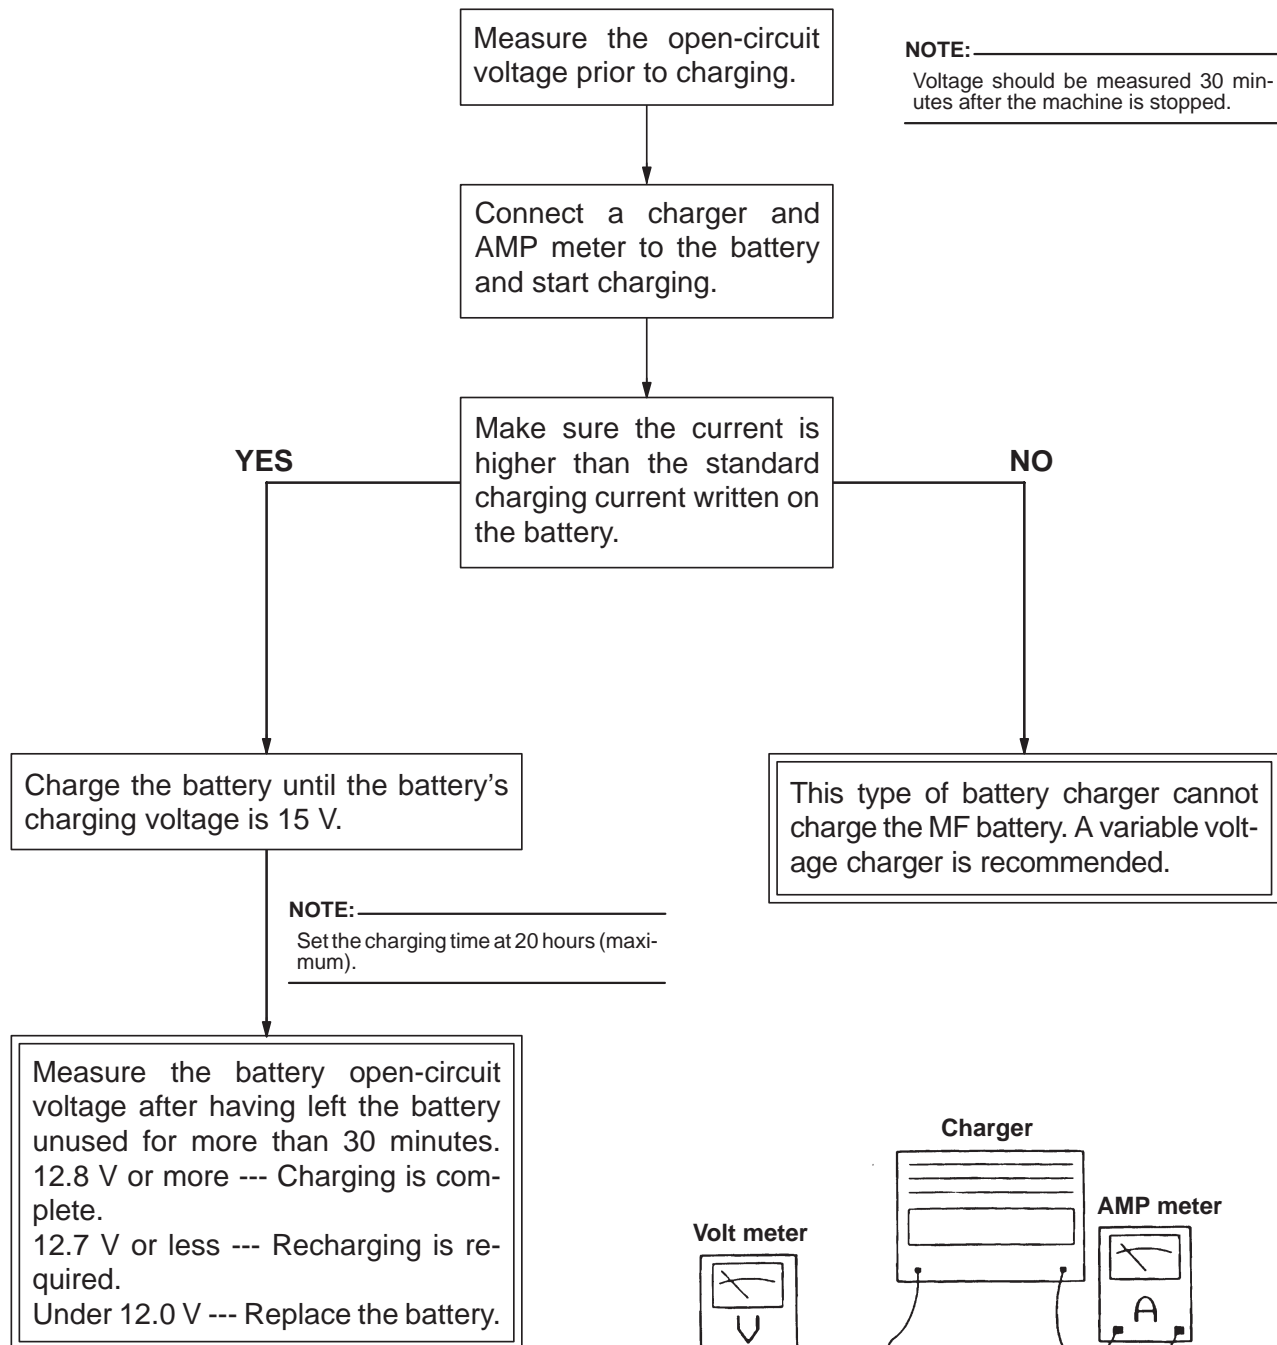 Measure the open-circuit
voltage prior to charging.
NOTE:
Voltage should be measured 30 min-
utes after the machine is stopped.
Connect a charger and
AMP meter to the battery
and start charging.
Make sure the current is
higher than the standard
charging current written on
the battery.
YES
NO
Charge the battery until the battery's
charging voltage is 15 V.
This type of battery charger cannot
charge the MF battery. A variable volt-
age charger is recommended.
NOTE:
Set the charging time at 20 hours (maxi-
mum).
Measure the battery open-circuit
voltage after having left the battery
unused for more than 30 minutes.
12.8 V or more --- Charging is com-
plete.
12.7 V or less --- Recharging is re-
quired.
Under 12.0 V --- Replace the battery.
Charger
AMP meter
Volt meter
V
A